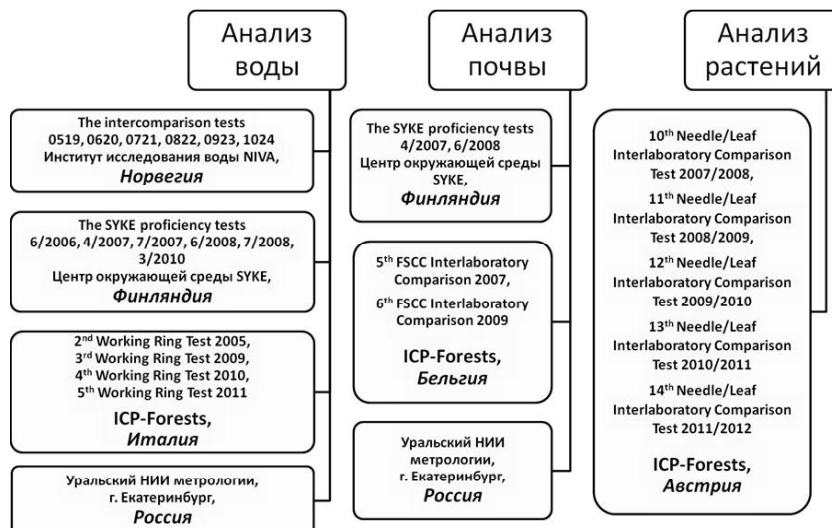 Анализ
воды
The intercomparison tests
0519, 0620, 0721, 0822, 0923, 1024
Институт исследования воды NIVA,
Норвегия
The SYKE proficiency tests
6/2006, 4/2007, 7/2007, 6/2008, 7/2008,
3/2010
Центр окружающей среды SYKE,
Финляндия
2nd Working Ring Test 2005,
3rd Working Ring Test 2009,
4th Working Ring Test 2010,
5th Working Ring Test 2011
ICP-Forests,
Италия
Уральский НИИ метрологии,
г. Екатеринбург,
Россия
Анализ
почвы
The SYKE proficiency tests
4/2007, 6/2008
Центр окружающей среды
SYKE,
Финляндия
5th FSCC Interlaboratory
Comparison 2007,
6th FSCC Interlaboratory
Comparison 2009
ICP-Forests,
Бельгия
Уральский НИИ
метрологии,
г. Екатеринбург,
Россия
Анализ
растений
10th Needle/Leaf
Interlaboratory Comparison
Test 2007/2008,
11th Needle/Leaf
Interlaboratory Comparison
Test 2008/2009,
12th Needle/Leaf
Interlaboratory Comparison
Test 2009/2010
13th Needle/Leaf
Interlaboratory Comparison
Test 2010/2011
14th Needle/Leaf
Interlaboratory Comparison
Test 2011/2012
ICP-Forests,
Австрия